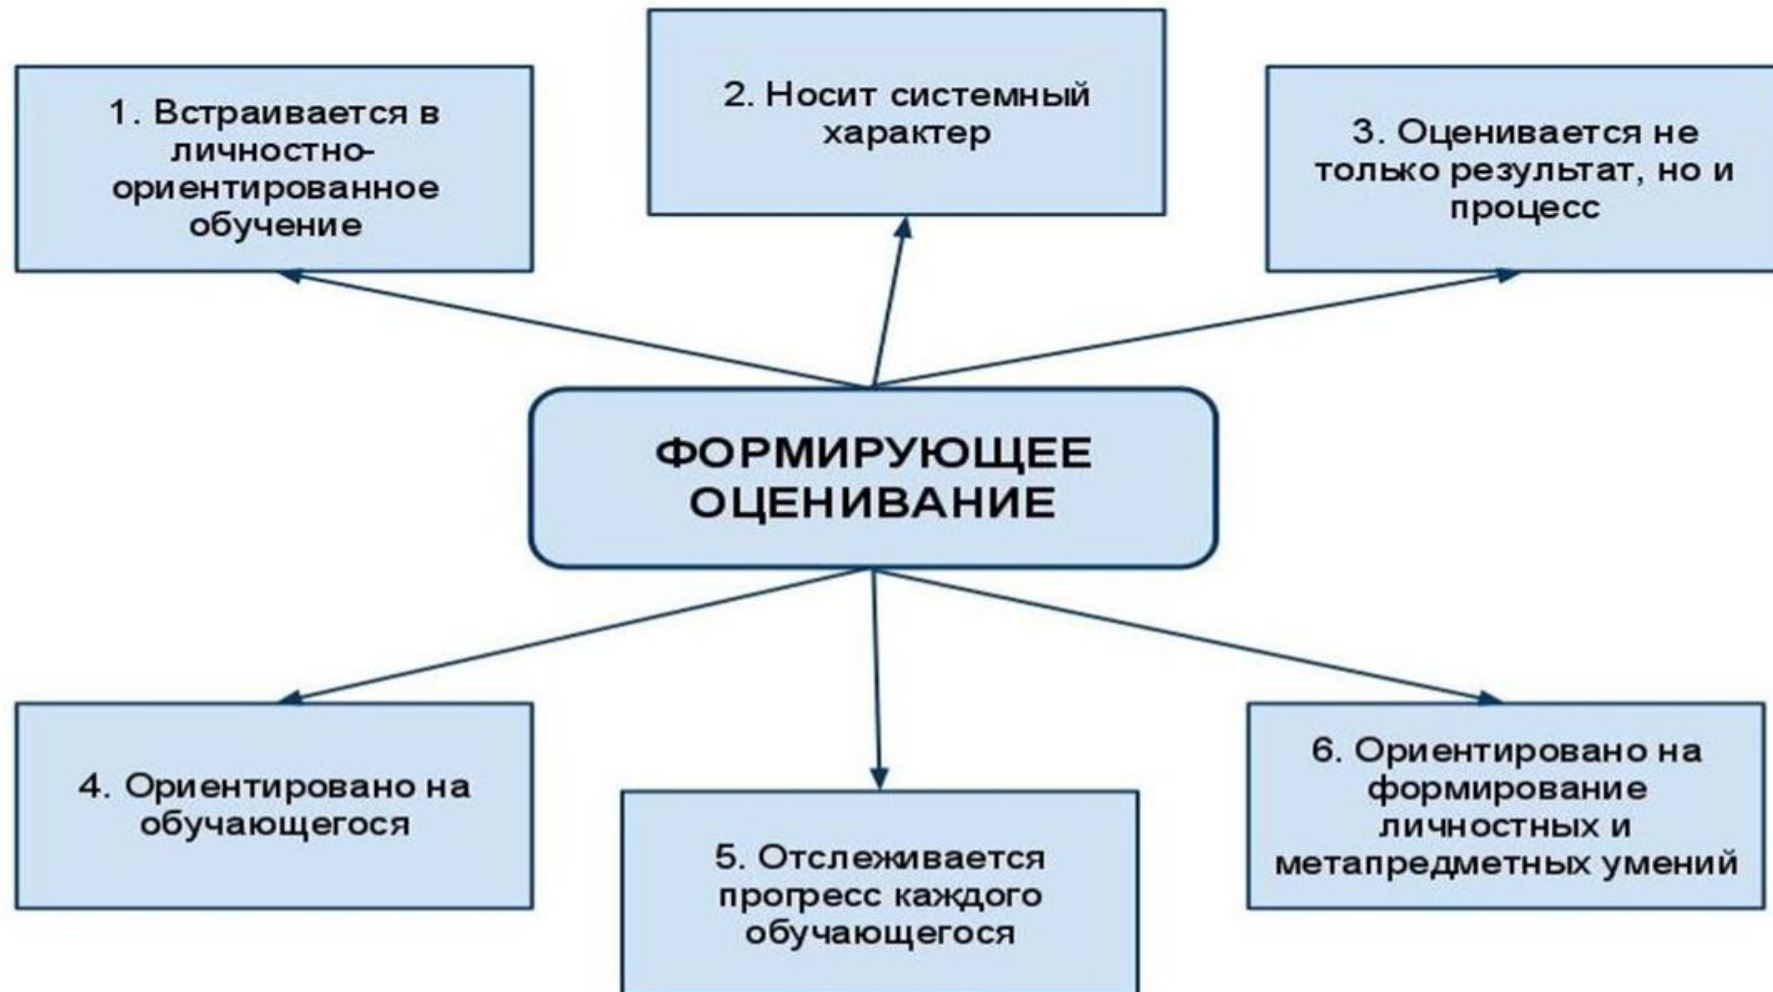 1. Встраивается в
личностно-
ориентированное
обучение
2. Носит системный
характер
3. Оценивается не
только результат, но и
процесс
ФОРМИРУЮЩЕЕ
ОЦЕНИВАНИЕ
4. Ориентировано на
обучающегося
5. Отслеживается
прогресс каждого
обучающегося
6. Ориентировано на
формирование
личностных и
метапредметных умений